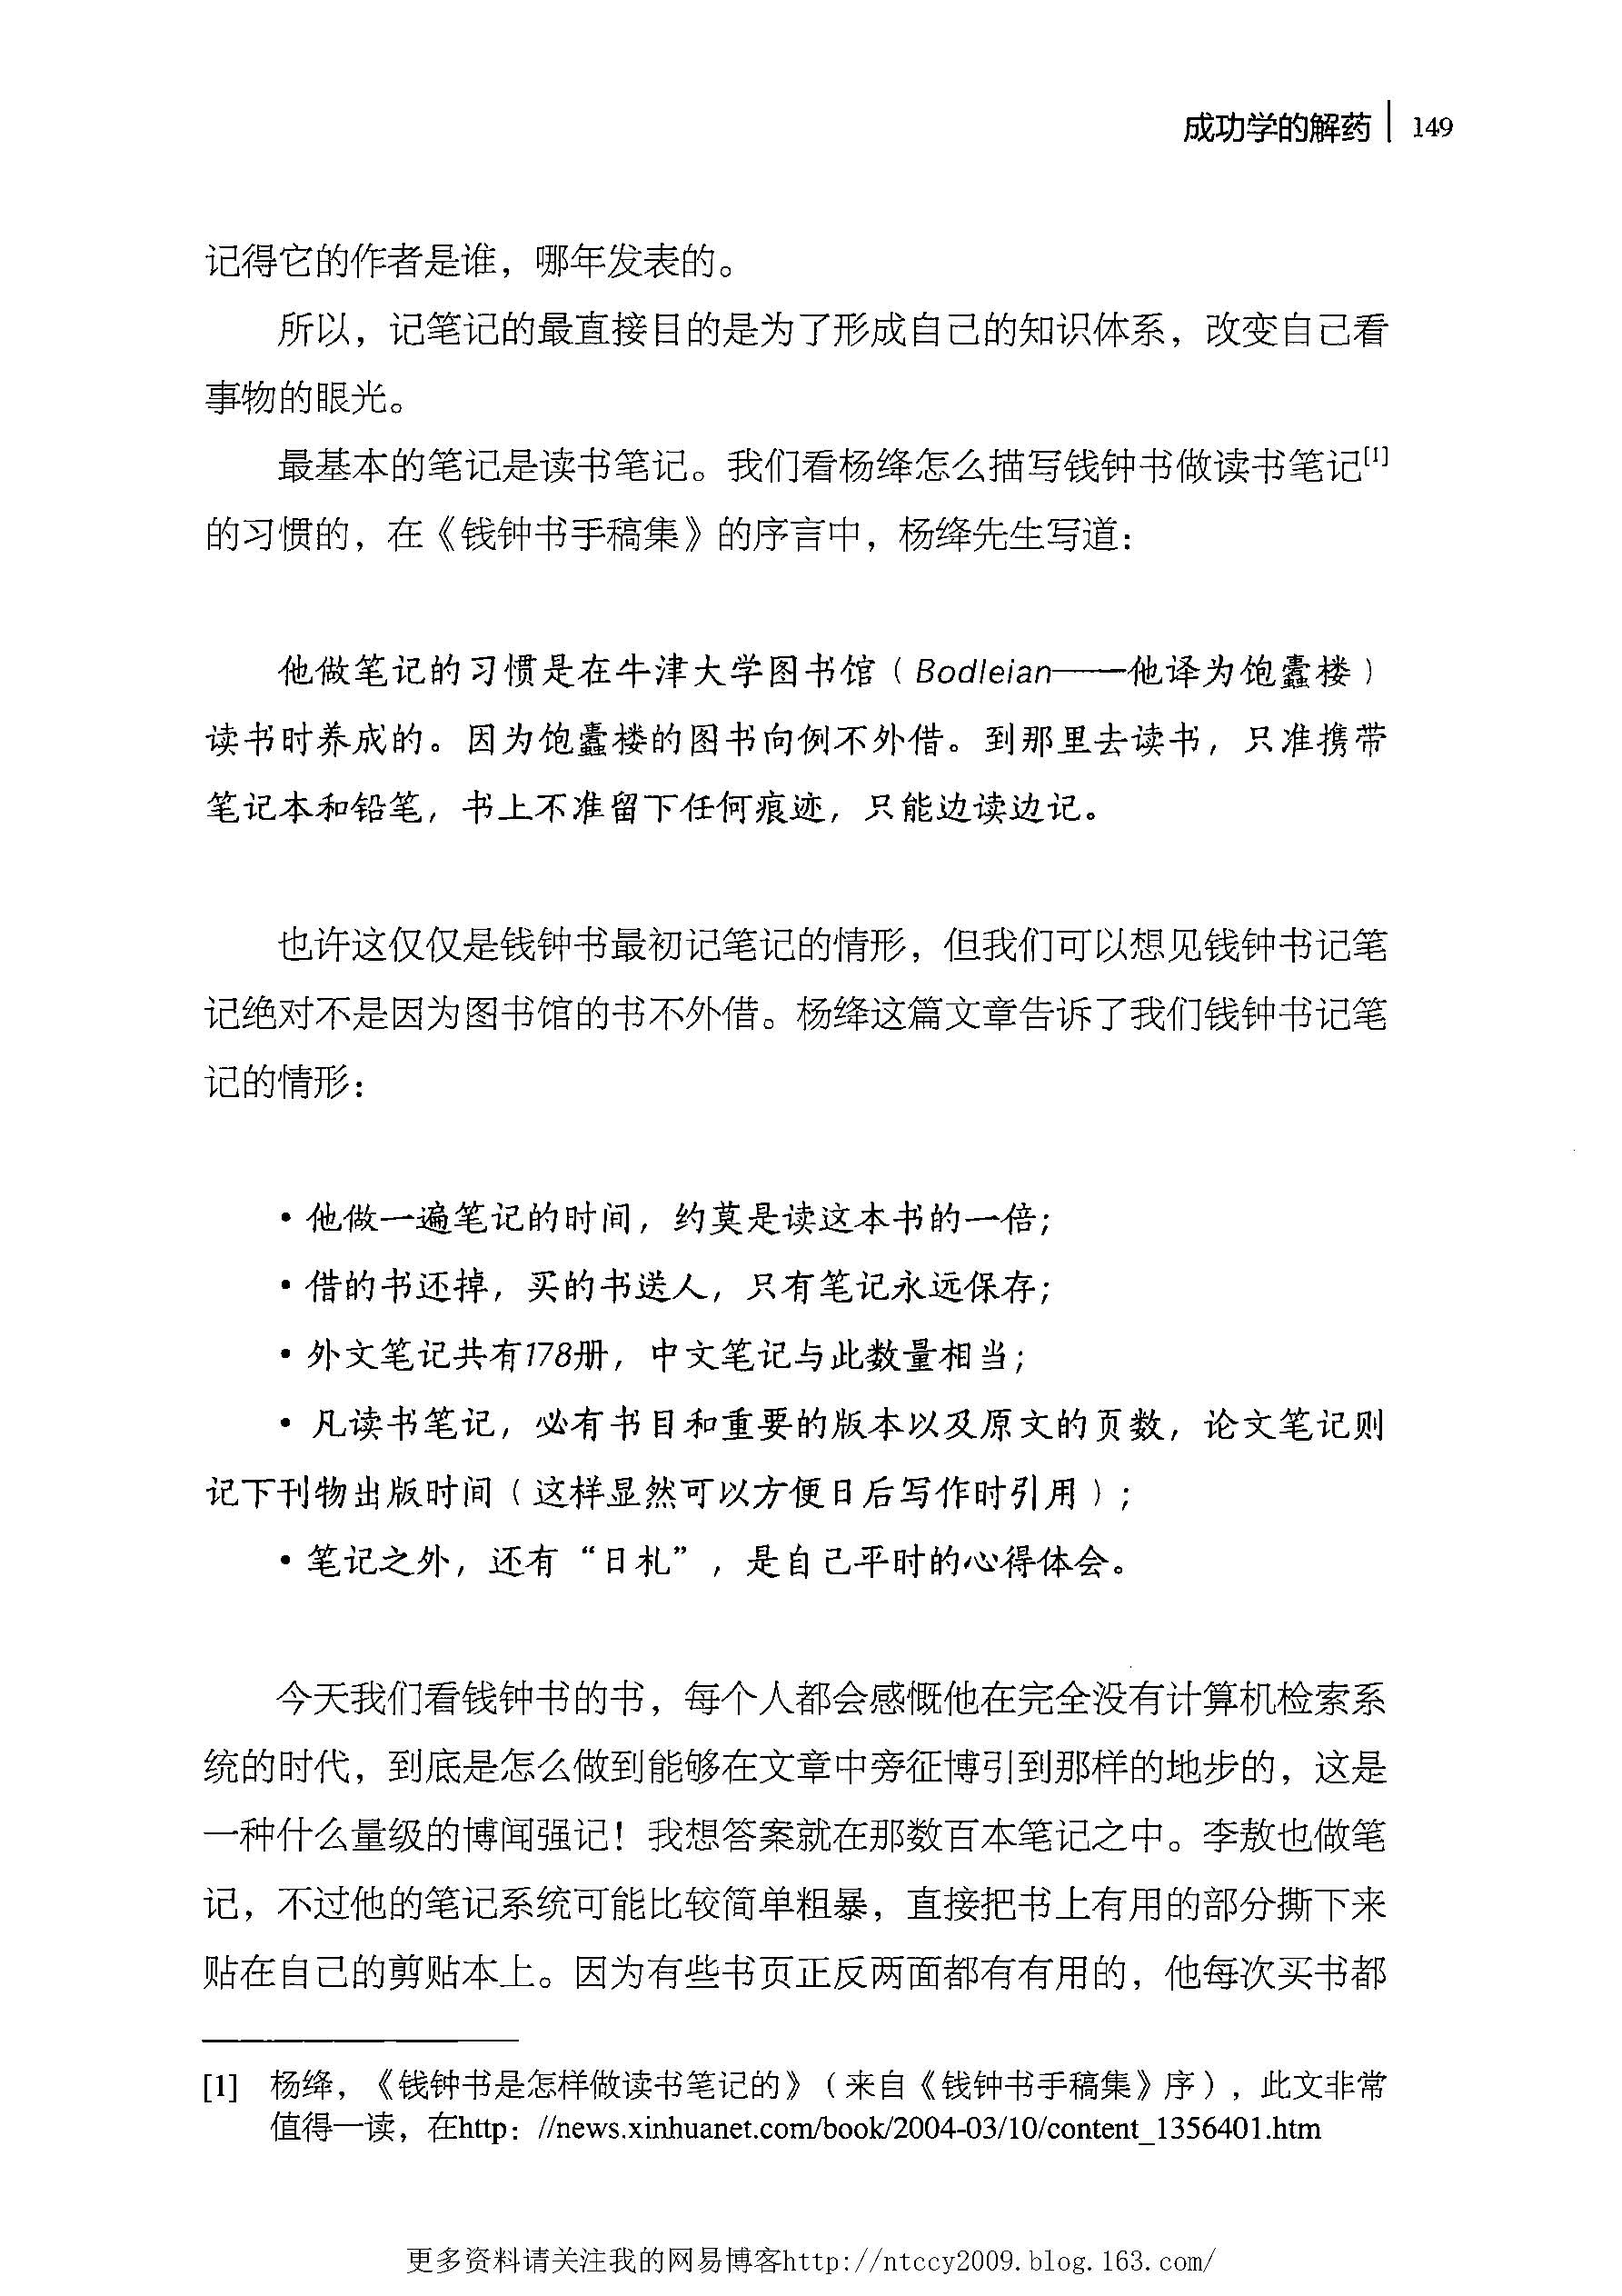 成功学的解药 149
记得它的作者是谁，哪年发表的。
所以，记笔记的最直接目的是为了形成自己的知识体系，改变自己看
事物的眼光。
最基本的笔记是读书笔记。我们看杨绛怎么描写钱钟书做读书笔记[1]
的习惯的，在《钱钟书手稿集》的序言中，杨绛先生写道：
他做笔记的习惯是在牛津大学图书馆（Bodleian——他译为饱蠹楼）
读书时养成的。因为饱蠹楼的图书向例不外借。到那里去读书，只准携带
笔记本和铅笔，书上不准留下任何痕迹，只能边读边记。
也许这仅仅是钱钟书最初记笔记的情形，但我们可以想见钱钟书记笔
记绝对不是因为图书馆的书不外借。杨绛这篇文章告诉了我们钱钟书记笔
记的情形：
• 他做一遍笔记的时间，约莫是读这本书的一倍；
• 借的书还掉，买的书送人，只有笔记永远保存；
• 外文笔记共有178册，中文笔记与此数量相当；
• 凡读书笔记，必有书目和重要的版本以及原文的页数，论文笔记则
记下刊物出版时间（这样显然可以方便日后写作时引用）；
• 笔记之外，还有“日札”，是自己平时的心得体会。
今天我们看钱钟书的书，每个人都会感慨他在完全没有计算机检索系
统的时代，到底是怎么做到能够在文章中旁征博引到那样的地步的，这是
一种什么量级的博闻强记！我想答案就在那数百本笔记之中。李敖也做笔
记，不过他的笔记系统可能比较简单粗暴，直接把书上有用的部分撕下来
贴在自己的剪贴本上。因为有些书页正反两面都有有用的，他每次买书都
[1] 杨绛，《钱钟书是怎样做读书笔记的》（来自《钱钟书手稿集》序），此文非常
值得一读，在http：//news.xinhuanet.com/book/2004-03/10/content_1356401.htm
更多资料请关注我的网易博客http://ntccy2009.blog.163.com/